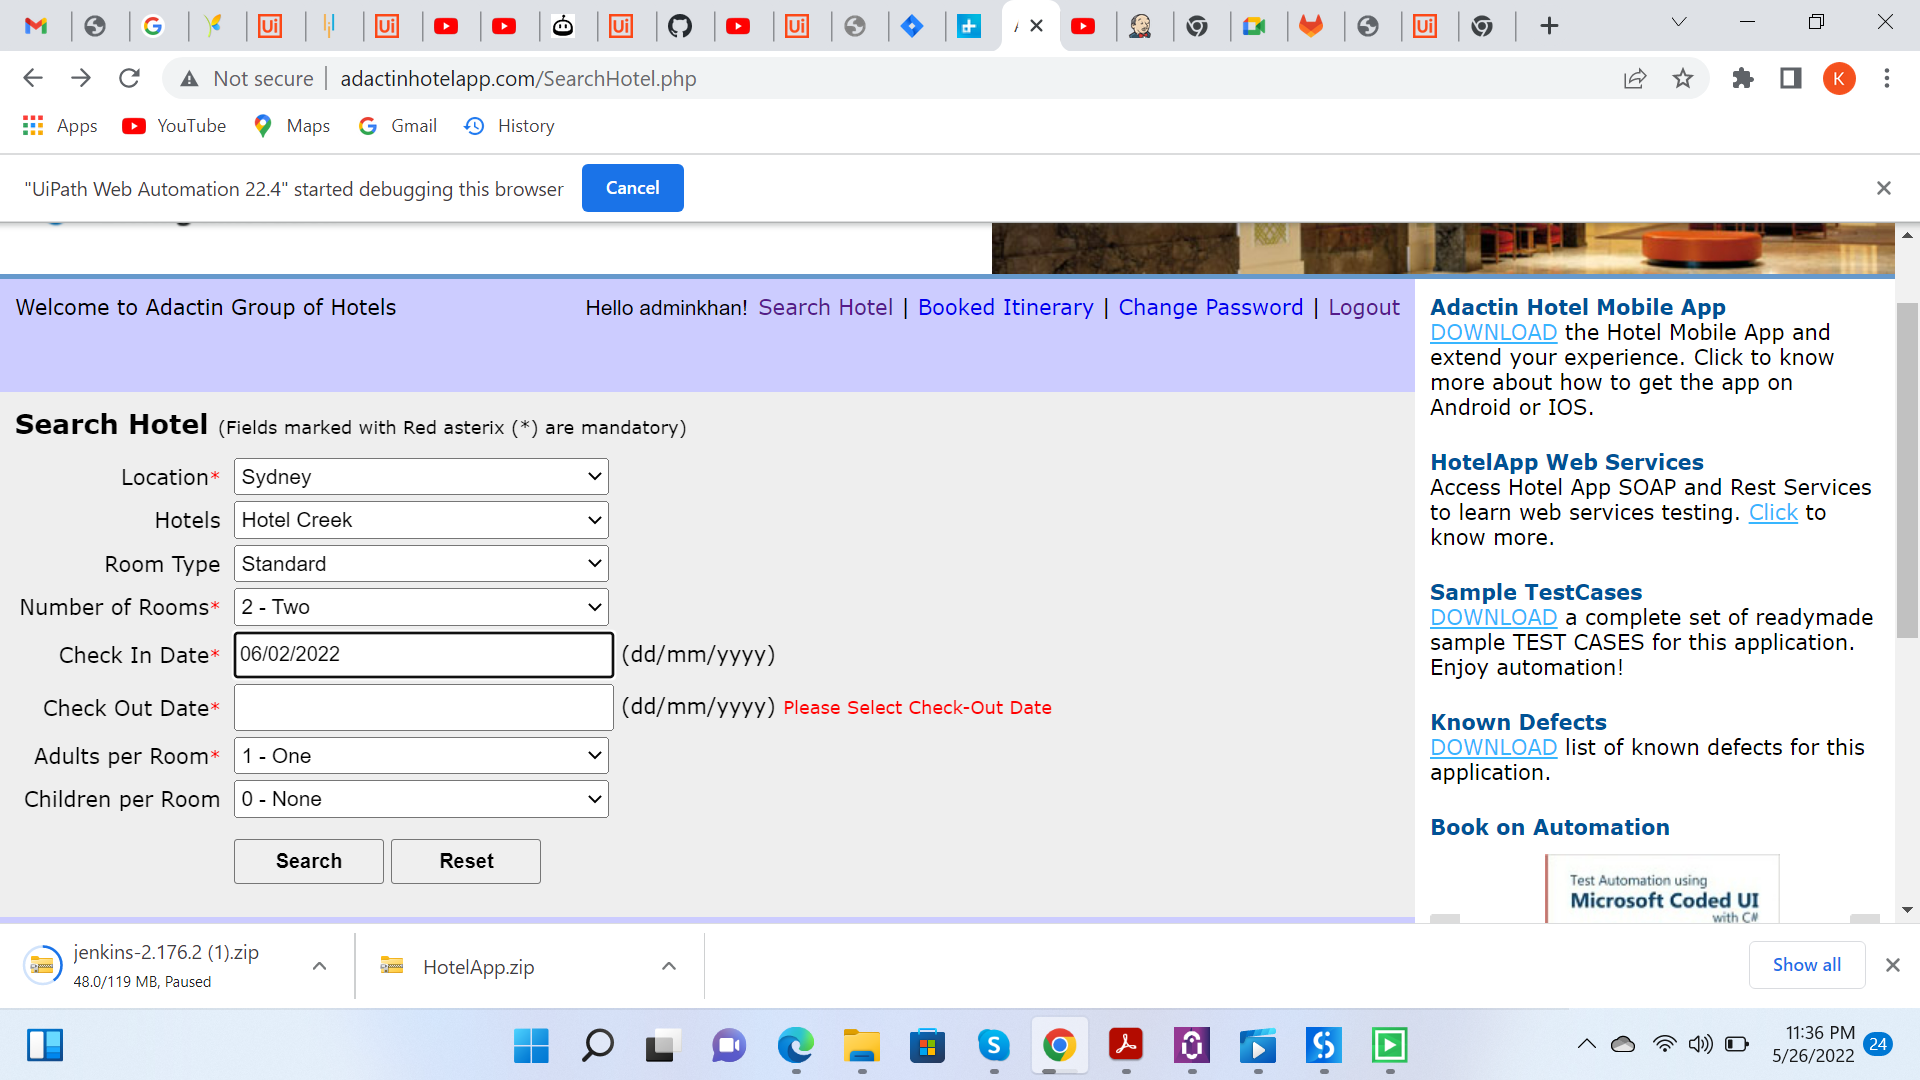 Not secure
adactinhotelapp.com/SearchHotel.php
K
Apps YouTube Maps Gmail History
"UiPath Web Automation 22.4" started debugging this browser Cancel
Welcome to Adactin Group of Hotels
Hello adminkhan! Search Hotel | Booked Itinerary | Change Password | Logout
Search Hotel (Fields marked with Red asterix (*) are mandatory)
Location* Sydney
Hotels Hotel Creek
Room Type Standard
Number of Rooms* 2 - Two
Check In Date* 06/02/2022 (dd/mm/yyyy)
Check Out Date* (dd/mm/yyyy) Please Select Check-Out Date
Adults per Room* 1 - One
Children per Room 0 - None
Search Reset
Adactin Hotel Mobile App
DOWNLOAD the Hotel Mobile App and
extend your experience. Click to know
more about how to get the app on
Android or IOS.
HotelApp Web Services
Access Hotel App SOAP and Rest Services
to learn web services testing. Click to
know more.
Sample TestCases
DOWNLOAD a complete set of readymade
sample TEST CASES for this application.
Enjoy automation!
Known Defects
DOWNLOAD list of known defects for this
application.
Book on Automation
Test Automation using
Microsoft Coded UI
with C#
jenkins-2.176.2 (1).zip
48.0/119 MB, Paused
HotelApp.zip
Show all
11:36 PM
5/26/2022
24